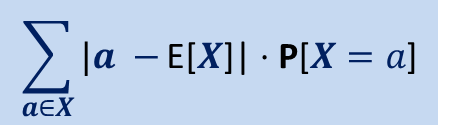 ∑ |a − E[X]| · P[X = a]
a∈X